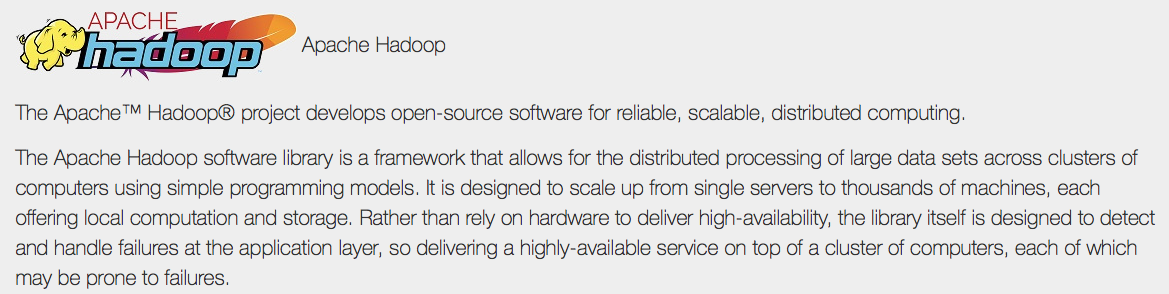 APACHE
hadoop
Apache Hadoop
The Apache™ Hadoop® project develops open-source software for reliable, scalable, distributed computing.
The Apache Hadoop software library is a framework that allows for the distributed processing of large data sets across clusters of
computers using simple programming models. It is designed to scale up from single servers to thousands of machines, each
offering local computation and storage. Rather than rely on hardware to deliver high-availability, the library itself is designed to detect
and handle failures at the application layer, so delivering a highly-available service on top of a cluster of computers, each of which
may be prone to failures.